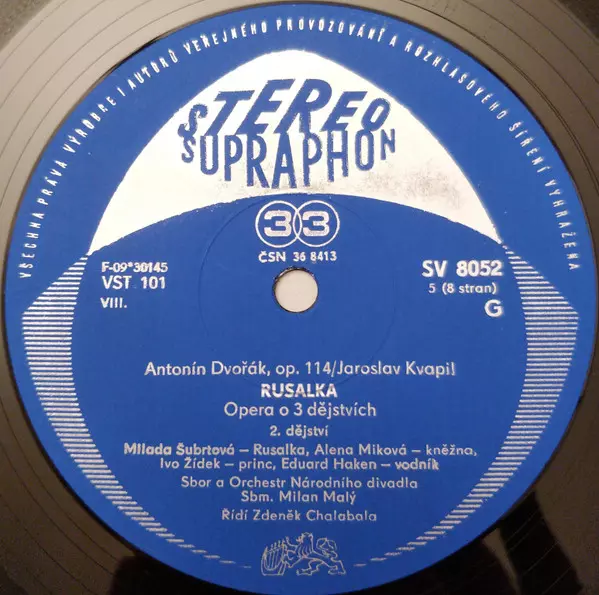 VŠECHNA PRÁVA VÝROBCE I AUTORŮ VEŘEJNÉHO PROVOZOVÁNÍ A ROZHLASOVÉHO ŠÍŘENÍ VYHRAŽENA
STEREO
SUPRAPHON
33
ČSN 36 8413
F-09*30145
VST 101
VIII.
SV 8052
5 (8 stran)
G
Antonín Dvořák, op. 114/Jaroslav Kvapil
RUSALKA
Opera o 3 dějstvích
2. dějství
Milada Šubrtová – Rusalka, Alena Miková – kněžna,
Ivo Žídek – princ, Eduard Haken – vodník
Sbor a Orchestr Národního divadla
Sbm. Milan Malý
Řídí Zdeněk Chalabala